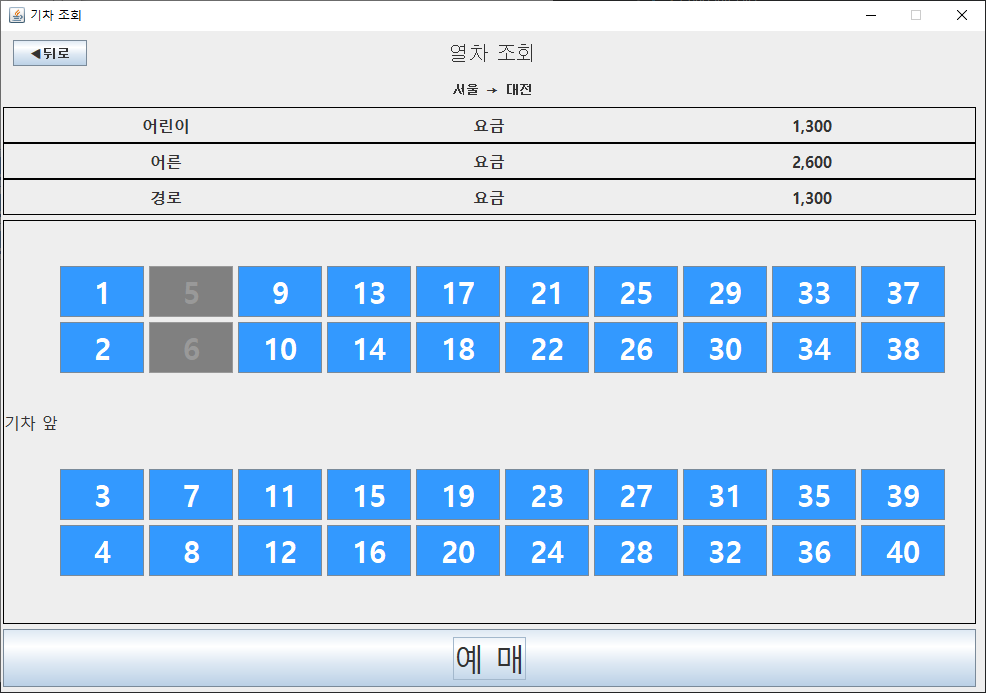 기차 조회
◀뒤로
열차 조회
서울 → 대전
어린이 요금 1,300
어른 요금 2,600
경로 요금 1,300
1 5 9 13 17 21 25 29 33 37
2 6 10 14 18 22 26 30 34 38
기차 앞
3 7 11 15 19 23 27 31 35 39
4 8 12 16 20 24 28 32 36 40
예 매